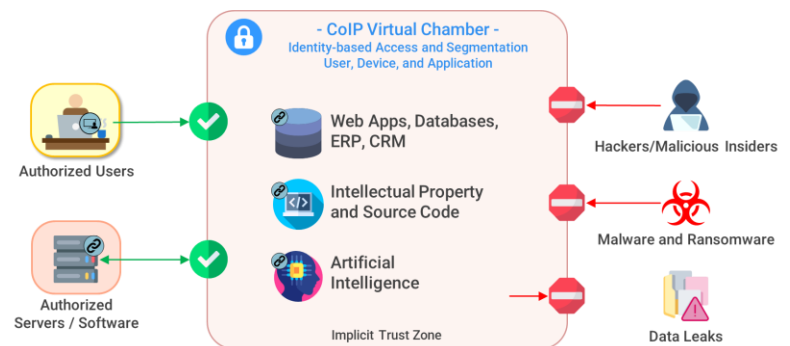 - CoIP Virtual Chamber -
Identity-based Access and Segmentation
User, Device, and Application
Authorized Users
Authorized
Servers / Software
Web Apps, Databases,
ERP, CRM
Intellectual Property
and Source Code
Artificial
Intelligence
Implicit Trust Zone
Hackers/Malicious Insiders
Malware and Ransomware
Data Leaks